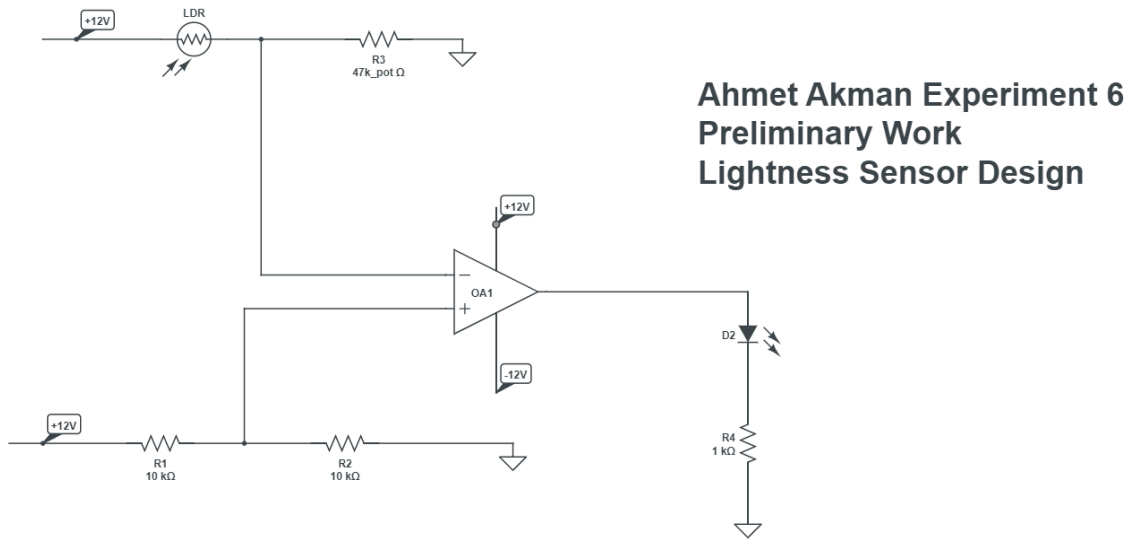 +12V
LDR
R3
47k_pot Ω
Ahmet Akman Experiment 6
Preliminary Work
Lightness Sensor Design
+12V
OA1
-12V
D2
+12V
R1
10 kΩ
R2
10 kΩ
R4
1 kΩ